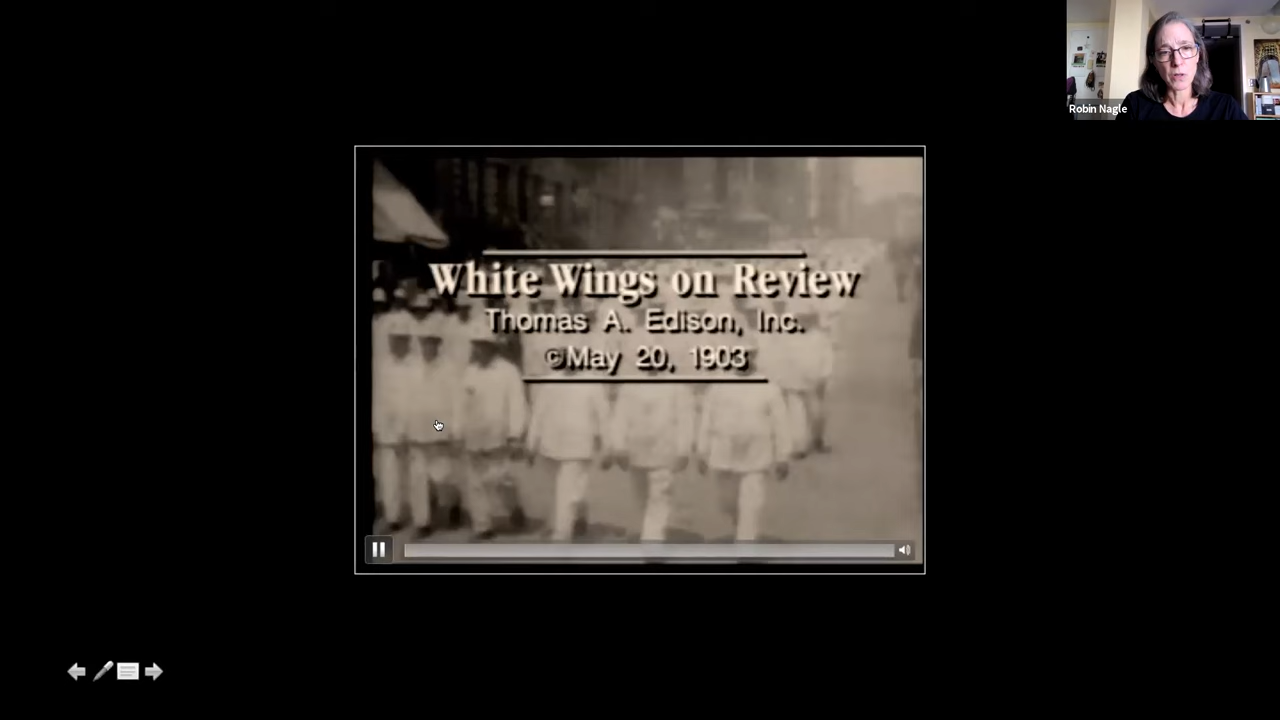 Robin Nagle
White Wings on Review
Thomas A. Edison, Inc.
©May 20, 1903